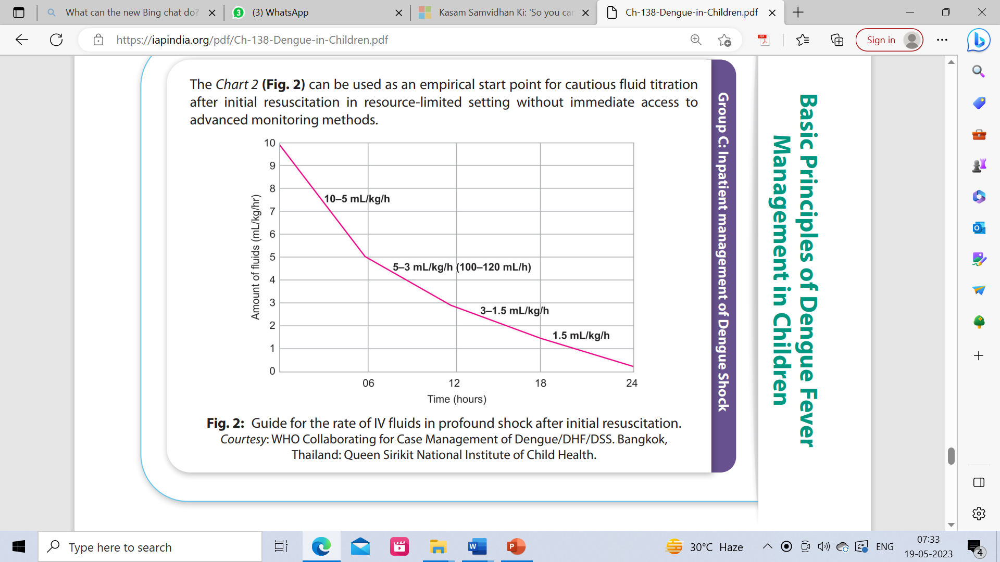 What can the new Bing chat do?
3
(3) WhatsApp
Kasam Samvidhan Ki: 'So you can
Ch-138-Dengue-in-Children.pdf
https://iapindia.org/pdf/Ch-138-Dengue-in-Children.pdf
PDF
Sign in
The Chart 2 (Fig. 2) can be used as an empirical start point for cautious fluid titration
after initial resuscitation in resource-limited setting without immediate access to
advanced monitoring methods.
10
9
8
7
6
5
4
3
2
1
0
Amount of fluids (mL/kg/hr)
10–5 mL/kg/h
5–3 mL/kg/h (100–120 mL/h)
3–1.5 mL/kg/h
1.5 mL/kg/h
06
12
18
24
Time (hours)
Fig. 2: Guide for the rate of IV fluids in profound shock after initial resuscitation.
Courtesy: WHO Collaborating for Case Management of Dengue/DHF/DSS. Bangkok,
Thailand: Queen Sirikit National Institute of Child Health.
Group C: Inpatient management of Dengue Shock
Basic Principles of Dengue Fever
Management in Children
Type here to search
W
P
30°C Haze
ENG
07:33
19-05-2023
4